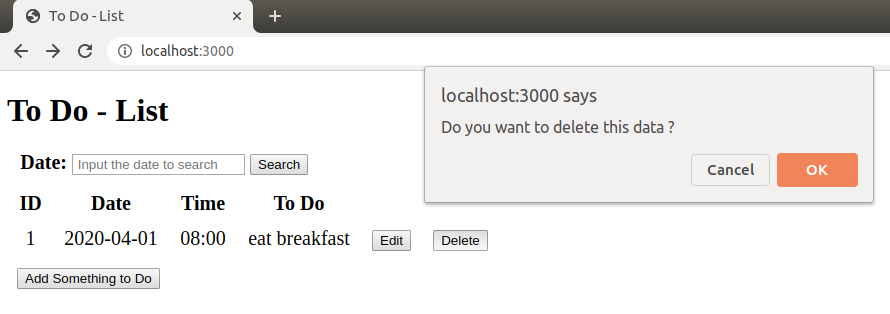 To Do - List
localhost:3000
localhost:3000 says
Do you want to delete this data ?
Cancel OK
To Do - List
Date: Input the date to search Search
ID Date Time To Do
1 2020-04-01 08:00 eat breakfast Edit Delete
Add Something to Do